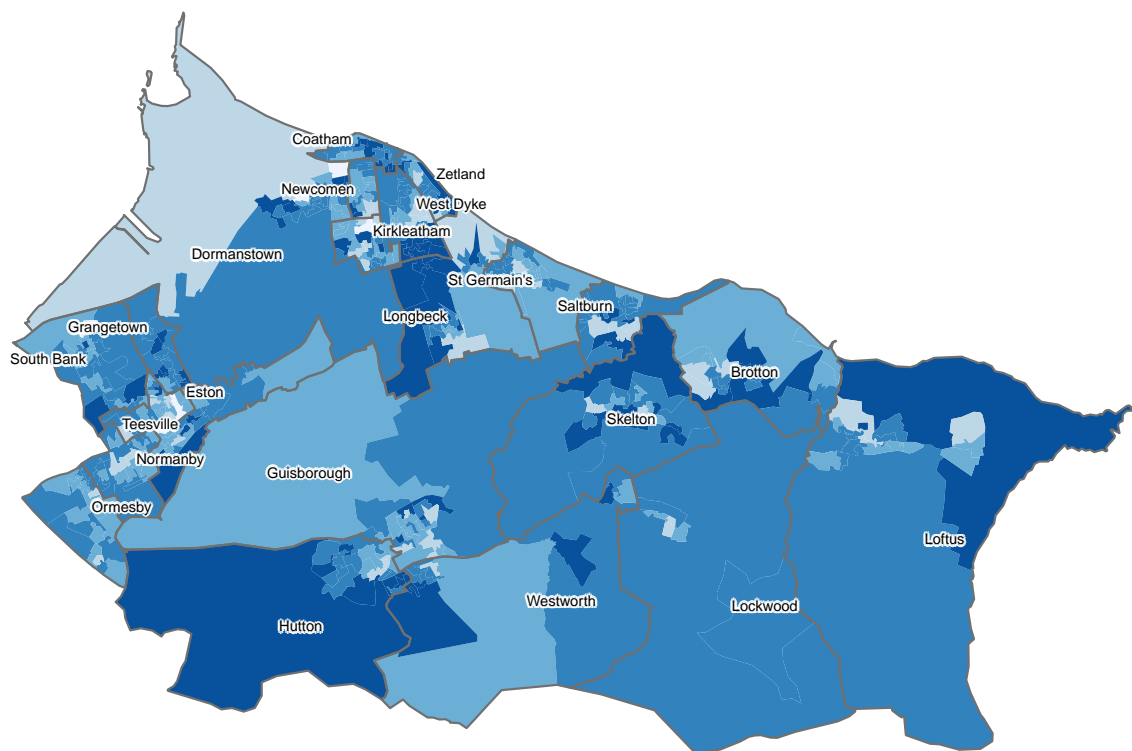 Coatham
Zetland
Newcomen
West Dyke
Kirkleatham
Dormanstown
St Germain's
Saltburn
Longbeck
Grangetown
South Bank
Brotton
Eston
Skelton
Teesville
Normanby
Guisborough
Ormesby
Loftus
Westworth
Lockwood
Hutton